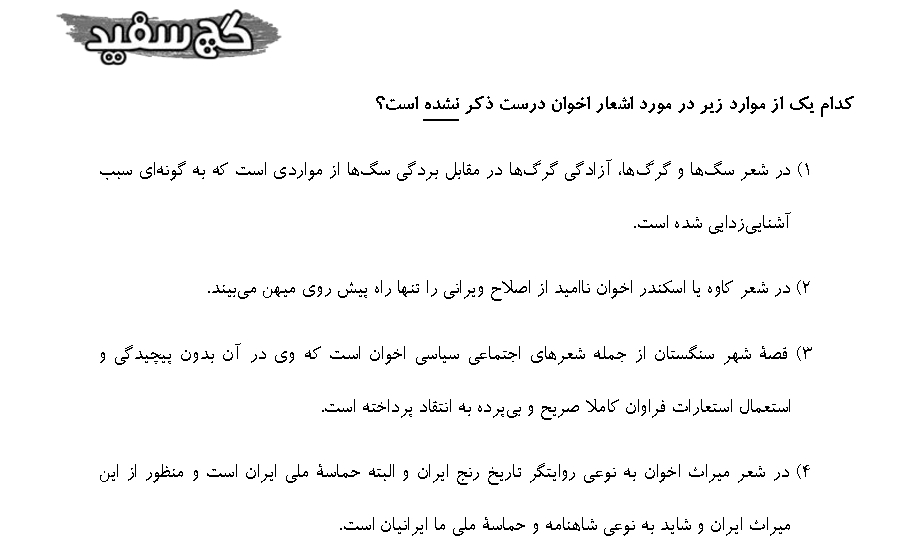 گچ سفید
کدام یک از موارد زیر در مورد اشعار اخوان درست ذکر نشده است؟
۱) در شعر سگ‌ها و گرگ‌ها، آزادگی گرگ‌ها در مقابل بردگی سگ‌ها از مواردی است که به گونه‌ای سبب
آشنایی‌زدایی شده است.
۲) در شعر کاوه یا اسکندر اخوان ناامید از اصلاح ویرانی را تنها راه پیش روی میهن می‌بیند.
۳) قصهٔ شهر سنگستان از جمله شعرهای اجتماعی سیاسی اخوان است که وی در آن بدون پیچیدگی و
استعمال استعارات فراوان کاملا صریح و بی‌پرده به انتقاد پرداخته است.
۴) در شعر میراث اخوان به نوعی روایتگر تاریخ رنج ایران و البته حماسهٔ ملی ایران است و منظور از این
میراث ایران و شاید به نوعی شاهنامه و حماسهٔ ملی ما ایرانیان است.